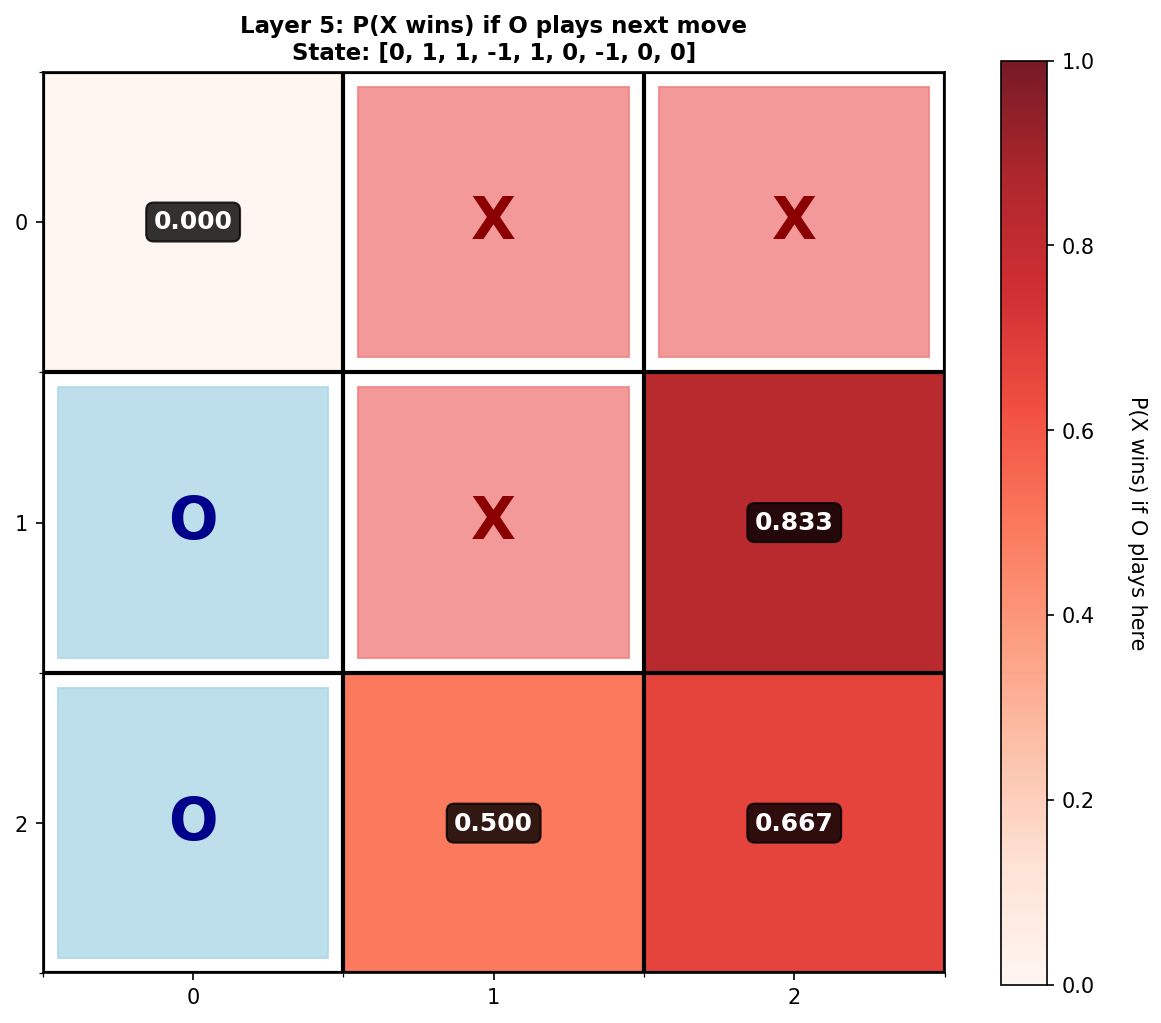 Layer 5: P(X wins) if O plays next move
State: [0, 1, 1, -1, 1, 0, -1, 0, 0]
0
0.000
X
X
1
O
X
0.833
2
O
0.500
0.667
0
1
2
1.0
0.8
0.6
0.4
0.2
0.0
P(X wins) if O plays here